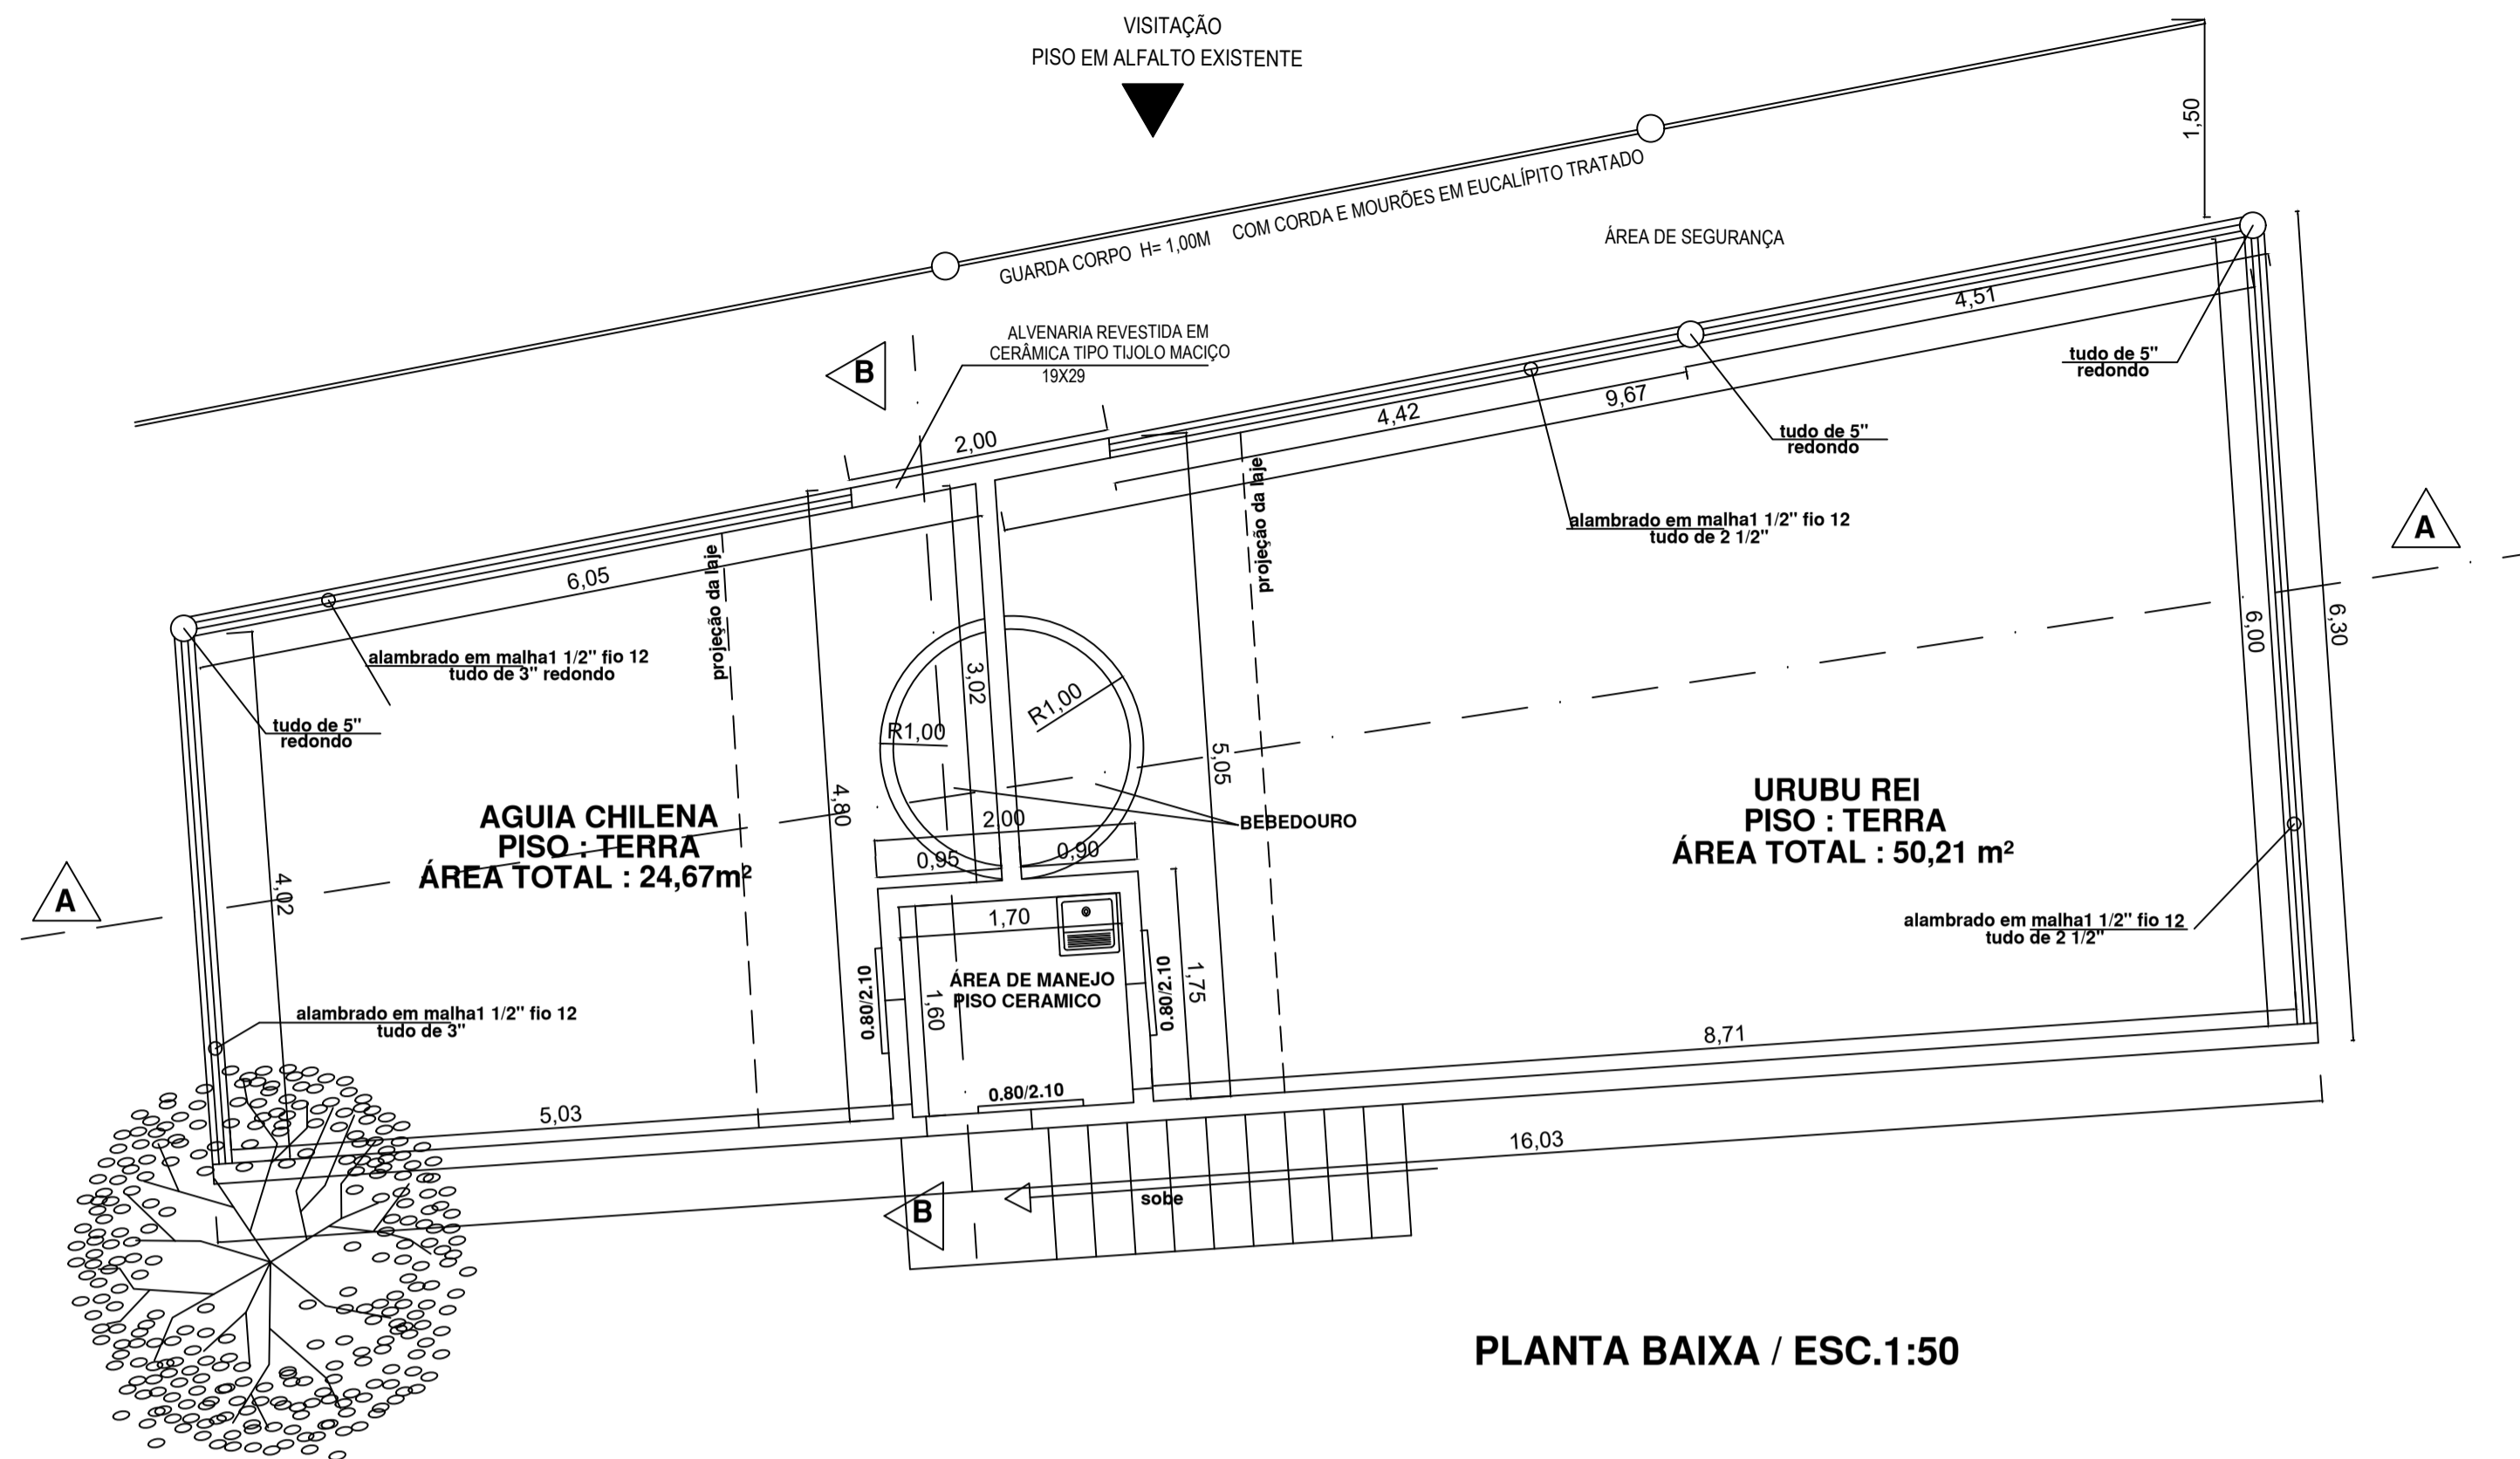 VISITAÇÃO
PISO EM ALFALTO EXISTENTE
1,50
GUARDA CORPO H= 1,00M COM CORDA E MOURÕES EM EUCALÍPITO TRATADO
ÁREA DE SEGURANÇA
ALVENARIA REVESTIDA EM
CERÂMICA TIPO TIJOLO MACIÇO
19X29
B
2,00
4,51
9,67
4,42
tudo de 5"
redondo
tudo de 5"
redondo
alambrado em malha1 1/2" fio 12
tudo de 2 1/2"
A
projeção da laje
projeção da laje
6,05
alambrado em malha1 1/2" fio 12
tudo de 3" redondo
tudo de 5"
redondo
3,02
R1,00
R1,00
6,00
6,30
5,05
4,80
AGUIA CHILENA
PISO : TERRA
ÁREA TOTAL : 24,67m²
URUBU REI
PISO : TERRA
ÁREA TOTAL : 50,21 m²
BEBEDOURO
2,00
0,95
0,90
4,02
A
1,70
alambrado em malha1 1/2" fio 12
tudo de 2 1/2"
ÁREA DE MANEJO
PISO CERAMICO
0.80/2.10
0.80/2.10
1,60
1,75
alambrado em malha1 1/2" fio 12
tudo de 3"
0.80/2.10
8,71
5,03
16,03
sobe
B
PLANTA BAIXA / ESC.1:50